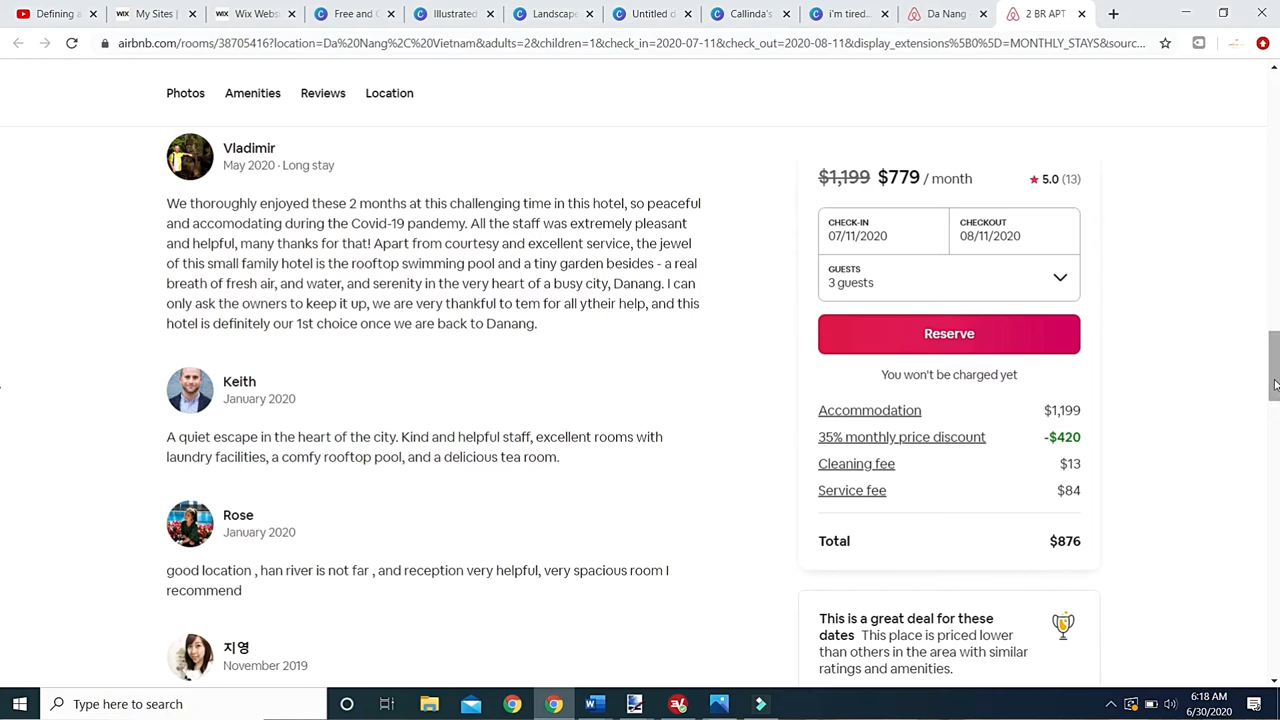 Defining a
My Sites |
Wix Webs
Free and
Illustrated
Landscape
Untitled d
Callinda's
i'm tired...
Da Nang
2 BR APT
airbnb.com/rooms/38705416?location=Da%20Nang%2C%20Vietnam&adults=2&children=1&check_in=2020-07-11&check_out=2020-08-11&display_extensions%5B0%5D=MONTHLY_STAYS&sourc...
Photos Amenities Reviews Location
Vladimir
May 2020 · Long stay
We thoroughly enjoyed these 2 months at this challenging time in this hotel, so peaceful
and accomodating during the Covid-19 pandemy. All the staff was extremely pleasant
and helpful, many thanks for that! Apart from courtesy and excellent service, the jewel
of this small family hotel is the rooftop swimming pool and a tiny garden besides - a real
breath of fresh air, and water, and serenity in the very heart of a busy city, Danang. I can
only ask the owners to keep it up, we are very thankful to tem for all ytheir help, and this
hotel is definitely our 1st choice once we are back to Danang.
Keith
January 2020
A quiet escape in the heart of the city. Kind and helpful staff, excellent rooms with
laundry facilities, a comfy rooftop pool, and a delicious tea room.
Rose
January 2020
good location , han river is not far , and reception very helpful, very spacious room I
recommend
지영
November 2019
$1,199 $779 / month
5.0 (13)
CHECK-IN
07/11/2020
CHECKOUT
08/11/2020
GUESTS
3 guests
Reserve
You won't be charged yet
Accommodation $1,199
35% monthly price discount -$420
Cleaning fee $13
Service fee $84
Total $876
This is a great deal for these
dates This place is priced lower
than others in the area with similar
ratings and amenities.
Type here to search
6:18 AM
6/30/2020